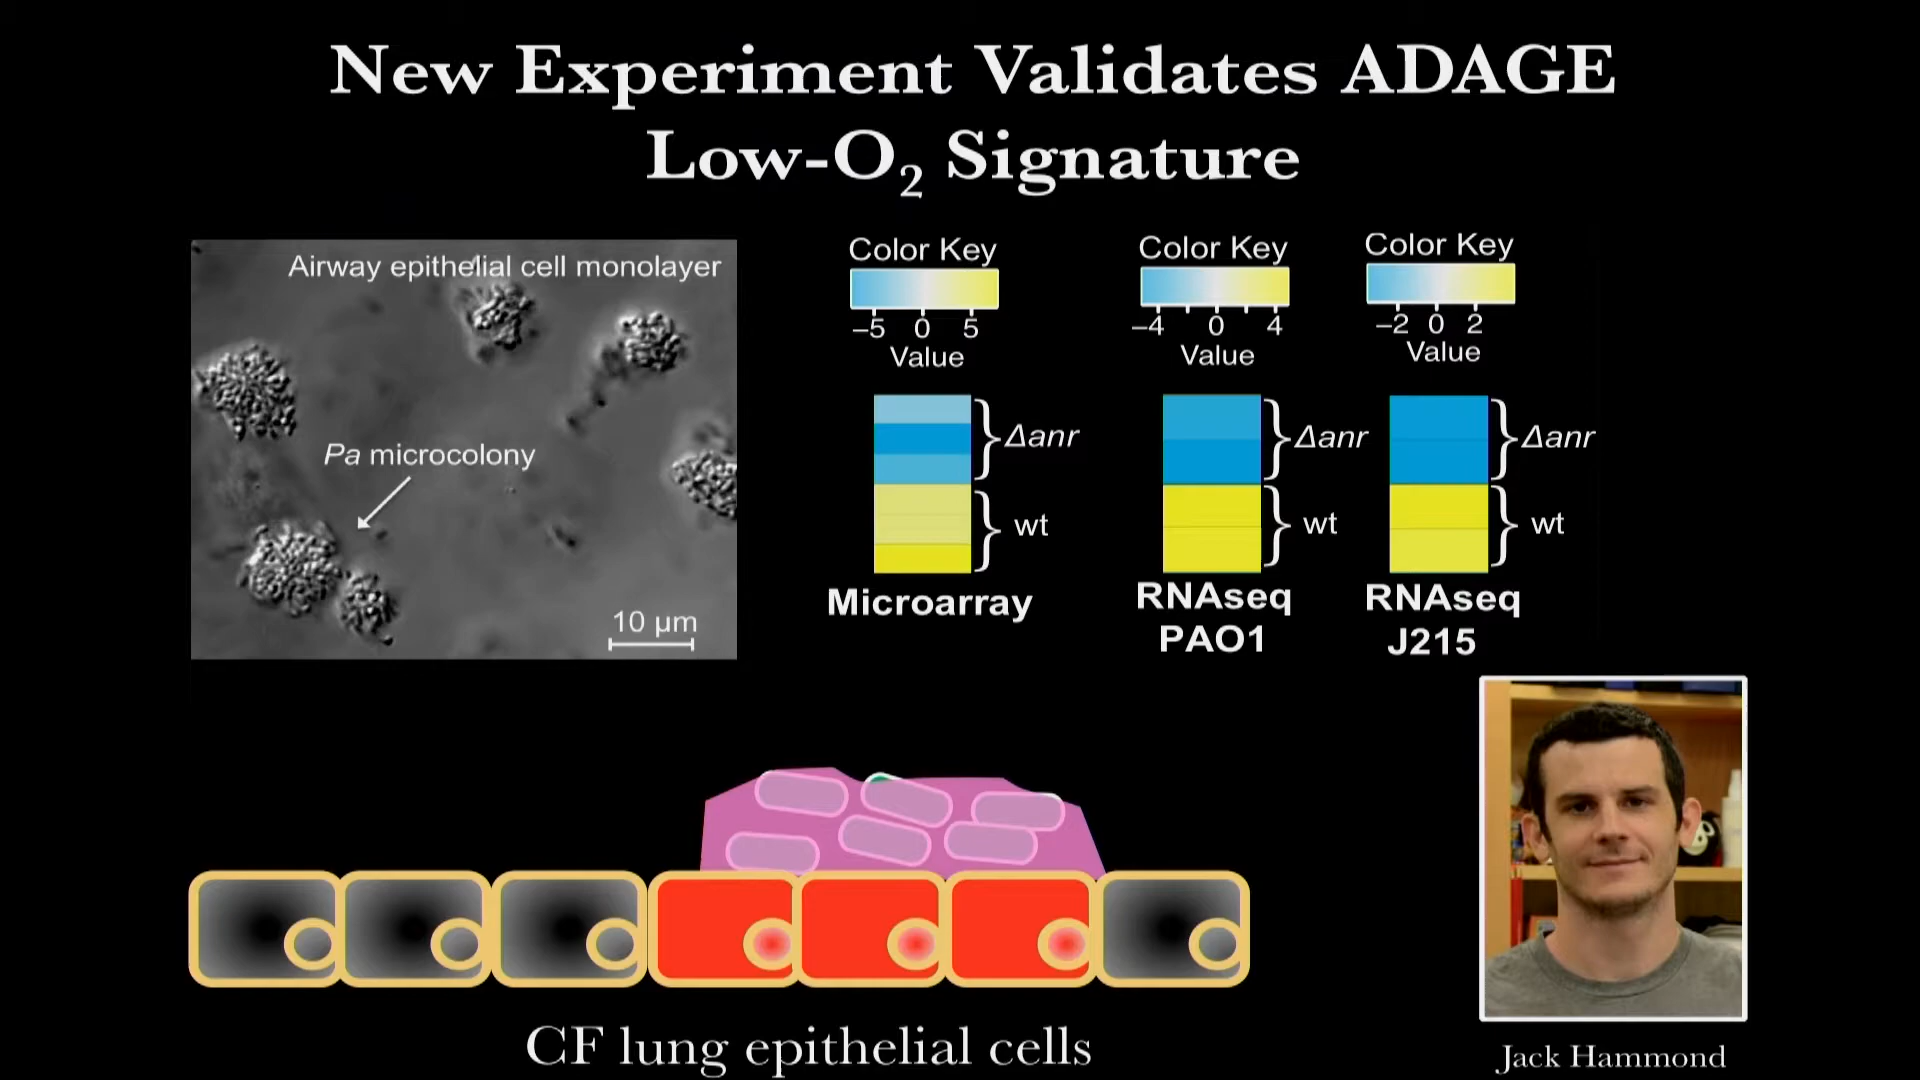 New Experiment Validates ADAGE
Low-O₂ Signature
Airway epithelial cell monolayer
Pa microcolony
10 µm
Color Key
–5 0 5
Value
Δanr
wt
Microarray
Color Key
–4 0 4
Value
Δanr
wt
RNAseq
PAO1
Color Key
–2 0 2
Value
Δanr
wt
RNAseq
J215
CF lung epithelial cells
Jack Hammond